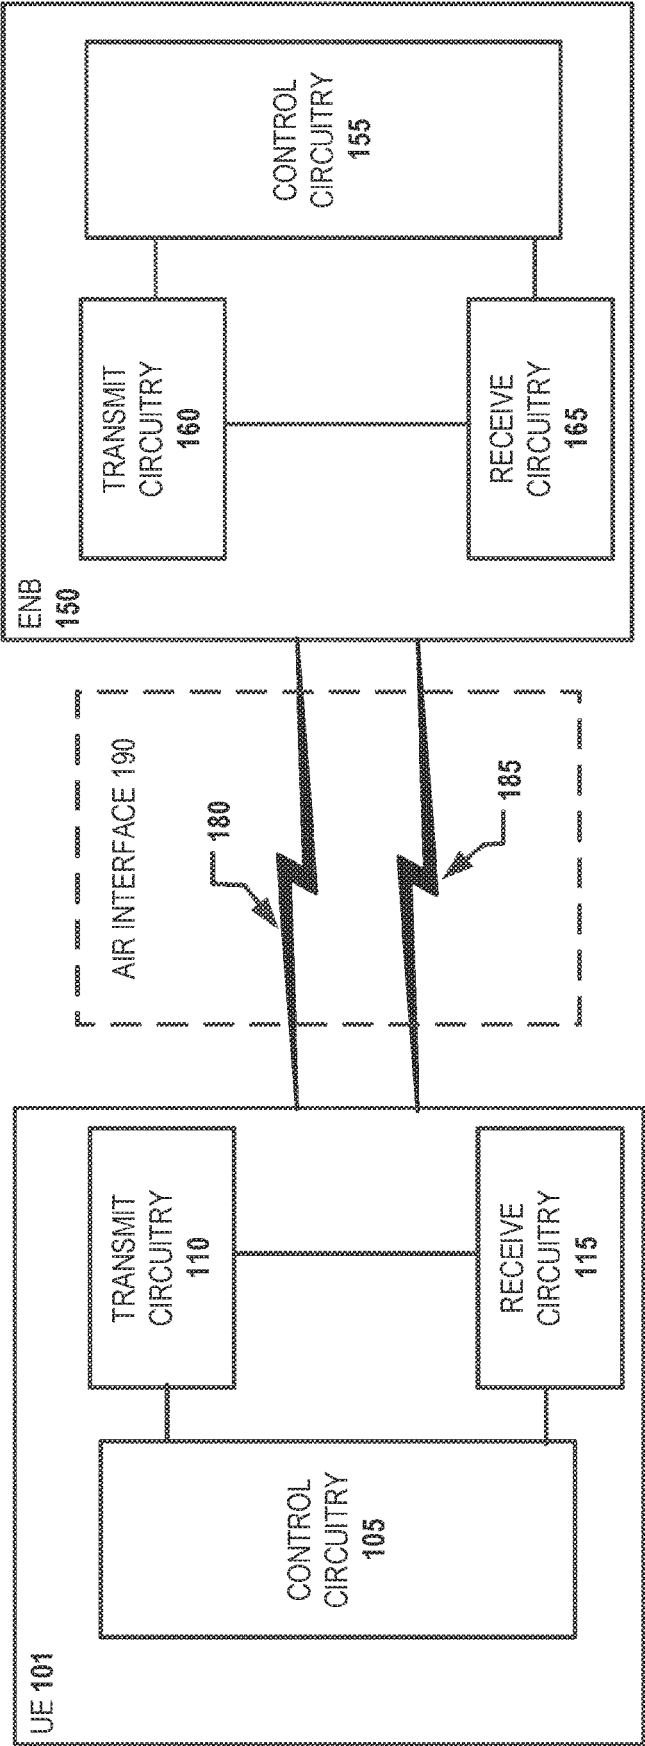 UE 101
CONTROL
CIRCUITRY
105
TRANSMIT
CIRCUITRY
110
RECEIVE
CIRCUITRY
115
AIR INTERFACE 190
180
185
ENB
150
TRANSMIT
CIRCUITRY
160
RECEIVE
CIRCUITRY
165
CONTROL
CIRCUITRY
155